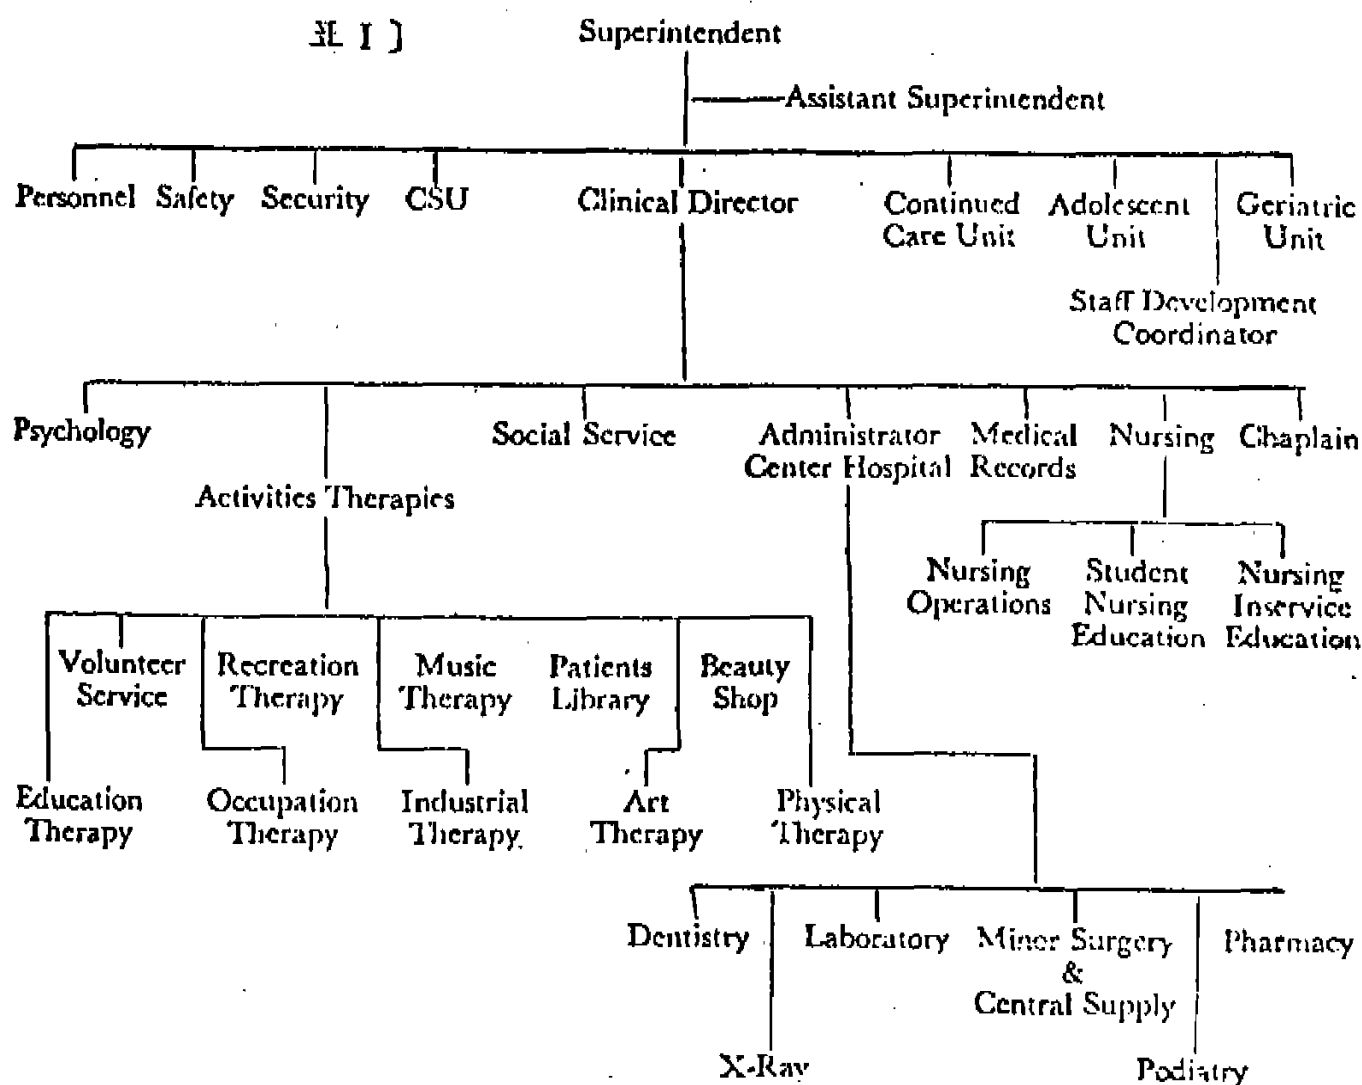 표 I )
Superintendent
Assistant Superintendent
Personnel Safety Security CSU Clinical Director Continued Care Unit Adolescent Unit Geriatric Unit
Staff Development
Coordinator
Psychology Social Service Administrator Center Hospital Medical Records Nursing Chaplain
Activities Therapies
Nursing Operations Student Nursing Education Nursing Inservice Education
Volunteer Service Recreation Therapy Music Therapy Patients Library Beauty Shop
Education Therapy Occupation Therapy Industrial Therapy Art Therapy Physical Therapy
Dentistry Laboratory Minor Surgery & Central Supply Pharmacy
X-Ray Podiatry